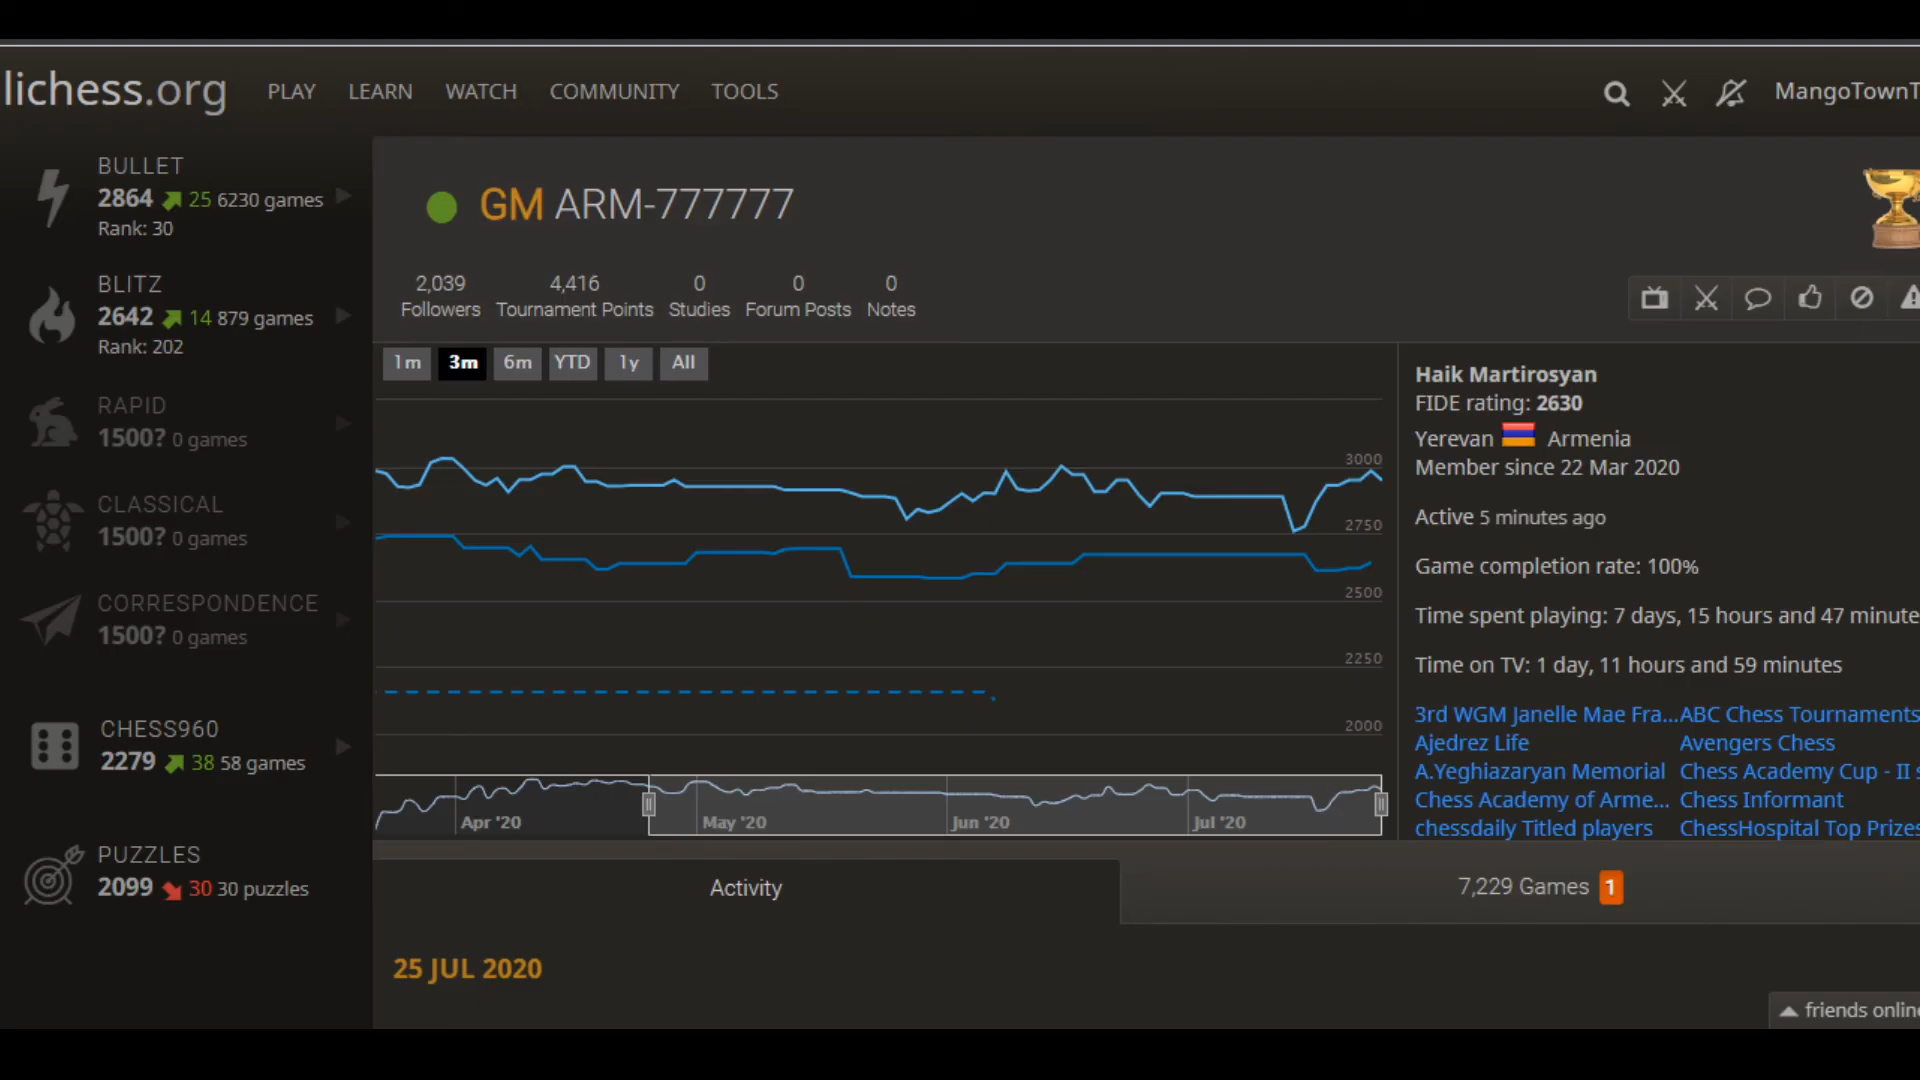 lichess.org PLAY LEARN WATCH COMMUNITY TOOLS MangoTownT
BULLET
2864 25 6230 games
Rank: 30
BLITZ
2642 14 879 games
Rank: 202
RAPID
1500? 0 games
CLASSICAL
1500? 0 games
CORRESPONDENCE
1500? 0 games
CHESS960
2279 38 58 games
PUZZLES
2099 30 30 puzzles
GM ARM-777777
2,039 4,416 0 0 0
Followers Tournament Points Studies Forum Posts Notes
1m 3m 6m YTD 1y All
3000
2750
2500
2250
2000
Apr '20 May '20 Jun '20 Jul '20
Haik Martirosyan
FIDE rating: 2630
Yerevan Armenia
Member since 22 Mar 2020
Active 5 minutes ago
Game completion rate: 100%
Time spent playing: 7 days, 15 hours and 47 minute
Time on TV: 1 day, 11 hours and 59 minutes
3rd WGM Janelle Mae Fra... ABC Chess Tournaments
Ajedrez Life Avengers Chess
A.Yeghiazaryan Memorial Chess Academy Cup - II s
Chess Academy of Arme... Chess Informant
chessdaily Titled players ChessHospital Top Prizes
Activity 7,229 Games 1
25 JUL 2020
friends online